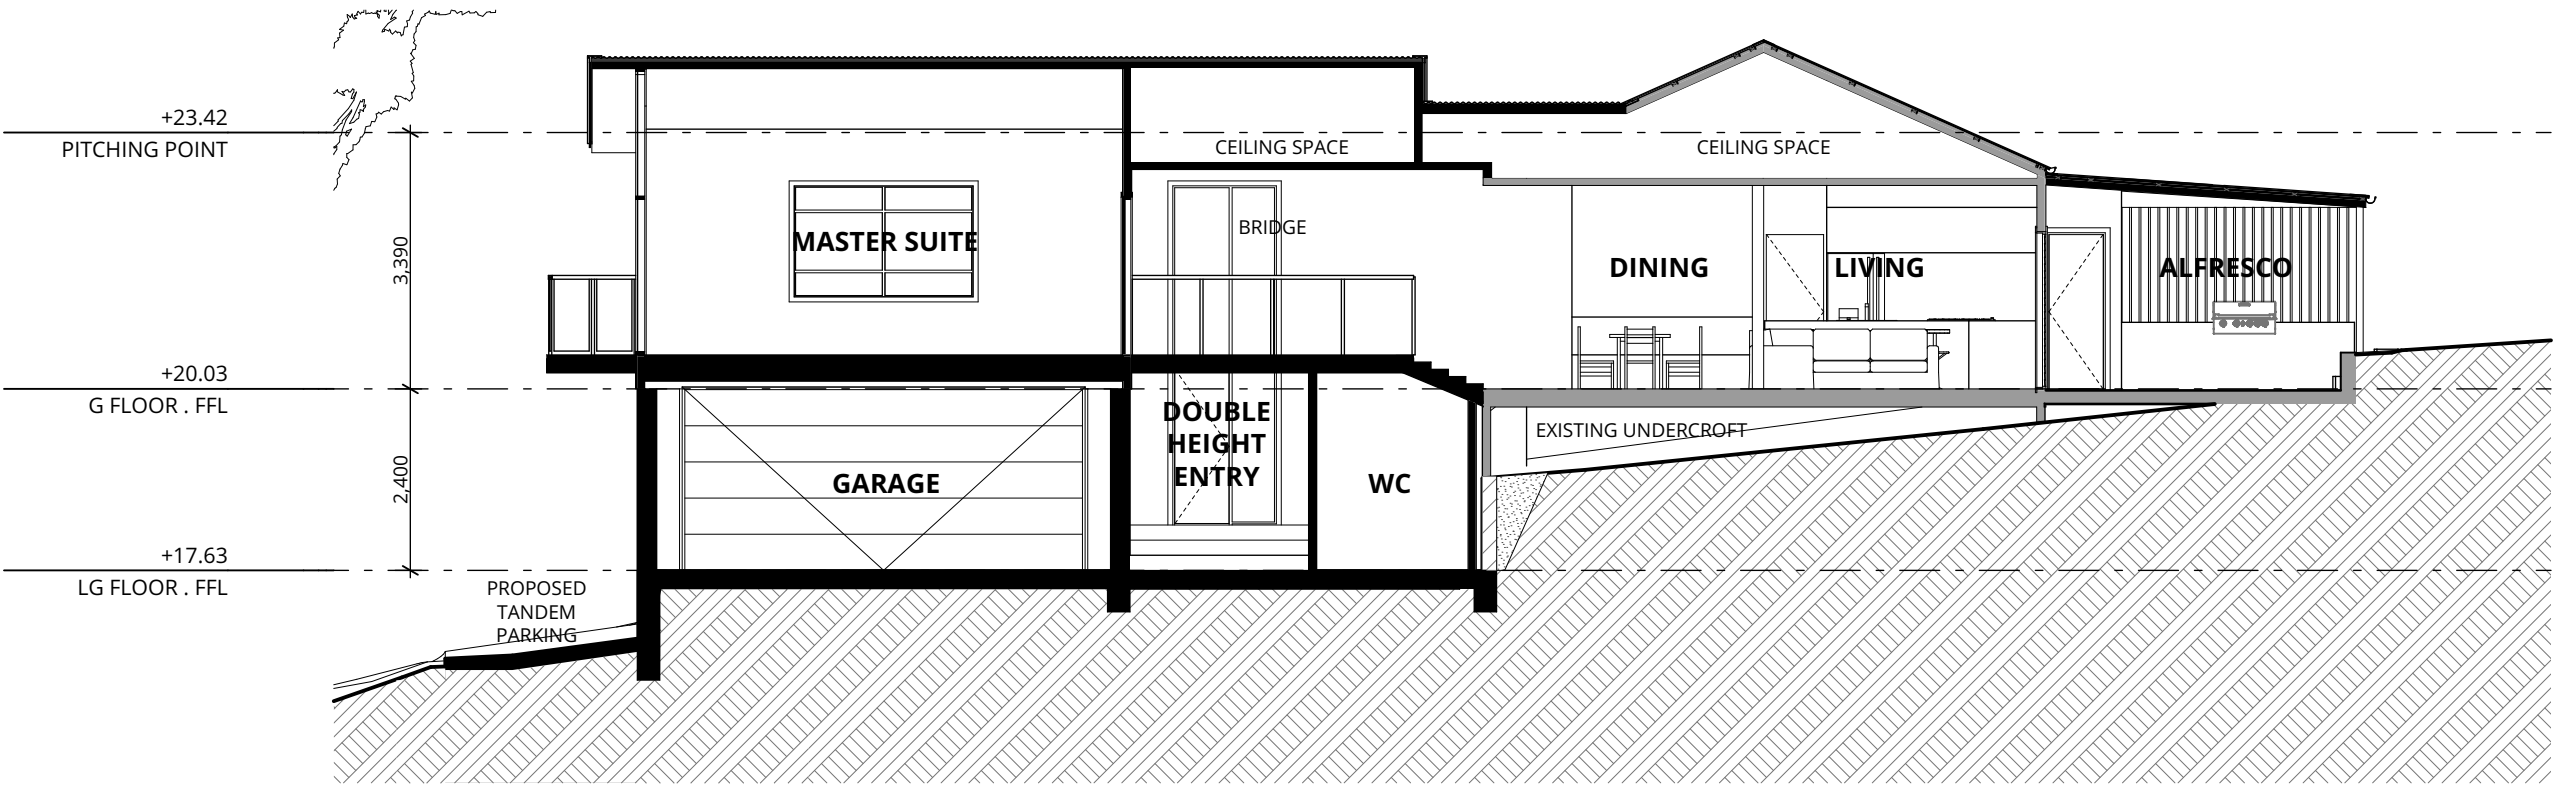 +23.42
PITCHING POINT
CEILING SPACE
CEILING SPACE
BRIDGE
MASTER SUITE
3,390
DINING
LIVING
ALFRESCO
+20.03
G FLOOR . FFL
DOUBLE
HEIGHT
ENTRY
EXISTING UNDERCROFT
2,400
GARAGE
WC
+17.63
LG FLOOR . FFL
PROPOSED
TANDEM
PARKING